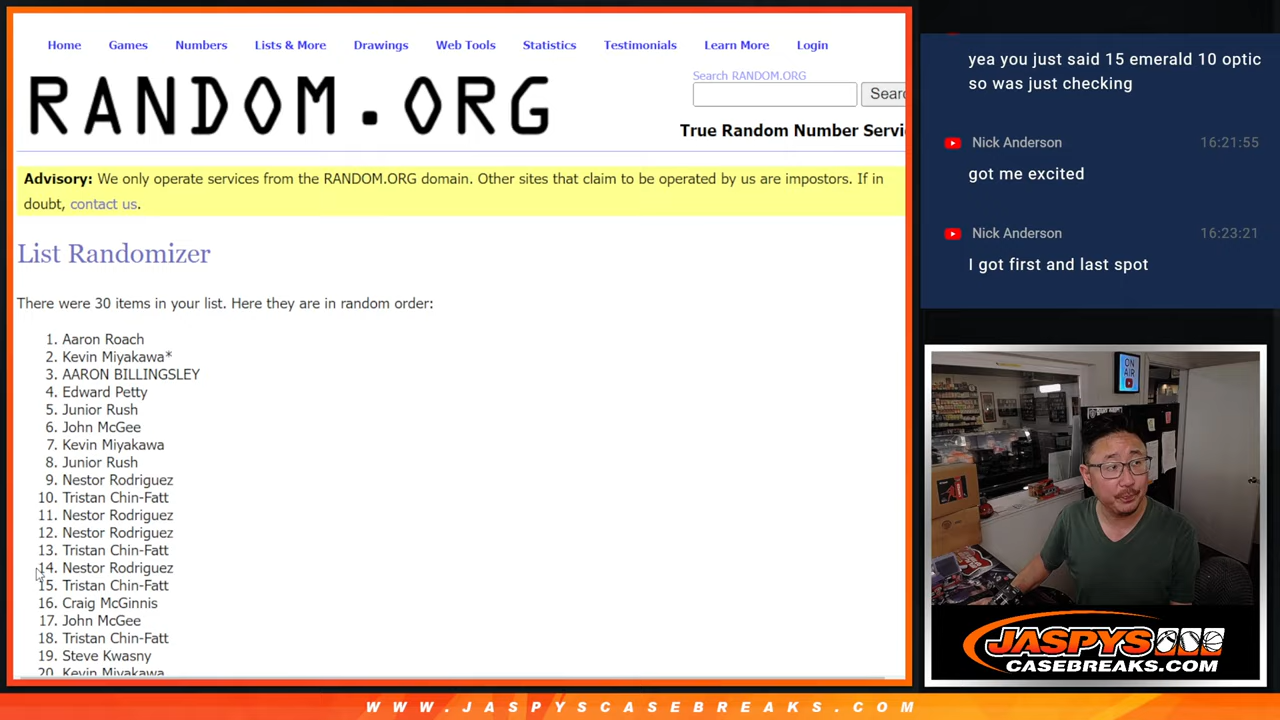 Home Games Numbers Lists & More Drawings Web Tools Statistics Testimonials Learn More Login
RANDOM.ORG
Search RANDOM.ORG
Sear
True Random Number Servi
Advisory: We only operate services from the RANDOM.ORG domain. Other sites that claim to be operated by us are impostors. If in
doubt, contact us.
List Randomizer
There were 30 items in your list. Here they are in random order:
1. Aaron Roach
2. Kevin Miyakawa*
3. AARON BILLINGSLEY
4. Edward Petty
5. Junior Rush
6. John McGee
7. Kevin Miyakawa
8. Junior Rush
9. Nestor Rodriguez
10. Tristan Chin-Fatt
11. Nestor Rodriguez
12. Nestor Rodriguez
13. Tristan Chin-Fatt
14. Nestor Rodriguez
15. Tristan Chin-Fatt
16. Craig McGinnis
17. John McGee
18. Tristan Chin-Fatt
19. Steve Kwasny
20. Kevin Miyakawa
yea you just said 15 emerald 10 optic
so was just checking
Nick Anderson 16:21:55
got me excited
Nick Anderson 16:23:21
I got first and last spot
ON
AIR
JASPYS
CASEBREAKS.COM
WWW.JASPYSCASEBREAKS.COM